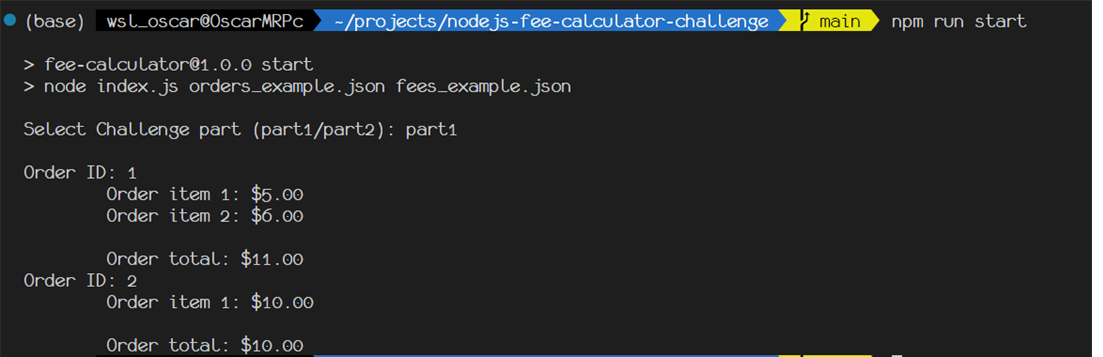 (base) wsl_oscar@OscarMRPc ~/projects/nodejs-fee-calculator-challenge main npm run start
> fee-calculator@1.0.0 start
> node index.js orders_example.json fees_example.json
Select Challenge part (part1/part2): part1
Order ID: 1
Order item 1: $5.00
Order item 2: $6.00
Order total: $11.00
Order ID: 2
Order item 1: $10.00
Order total: $10.00